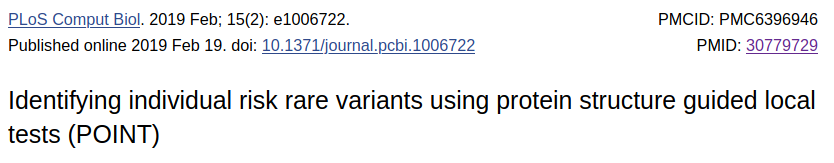 PLoS Comput Biol. 2019 Feb; 15(2): e1006722. PMCID: PMC6396946
Published online 2019 Feb 19. doi: 10.1371/journal.pcbi.1006722 PMID: 30779729
Identifying individual risk rare variants using protein structure guided local
tests (POINT)